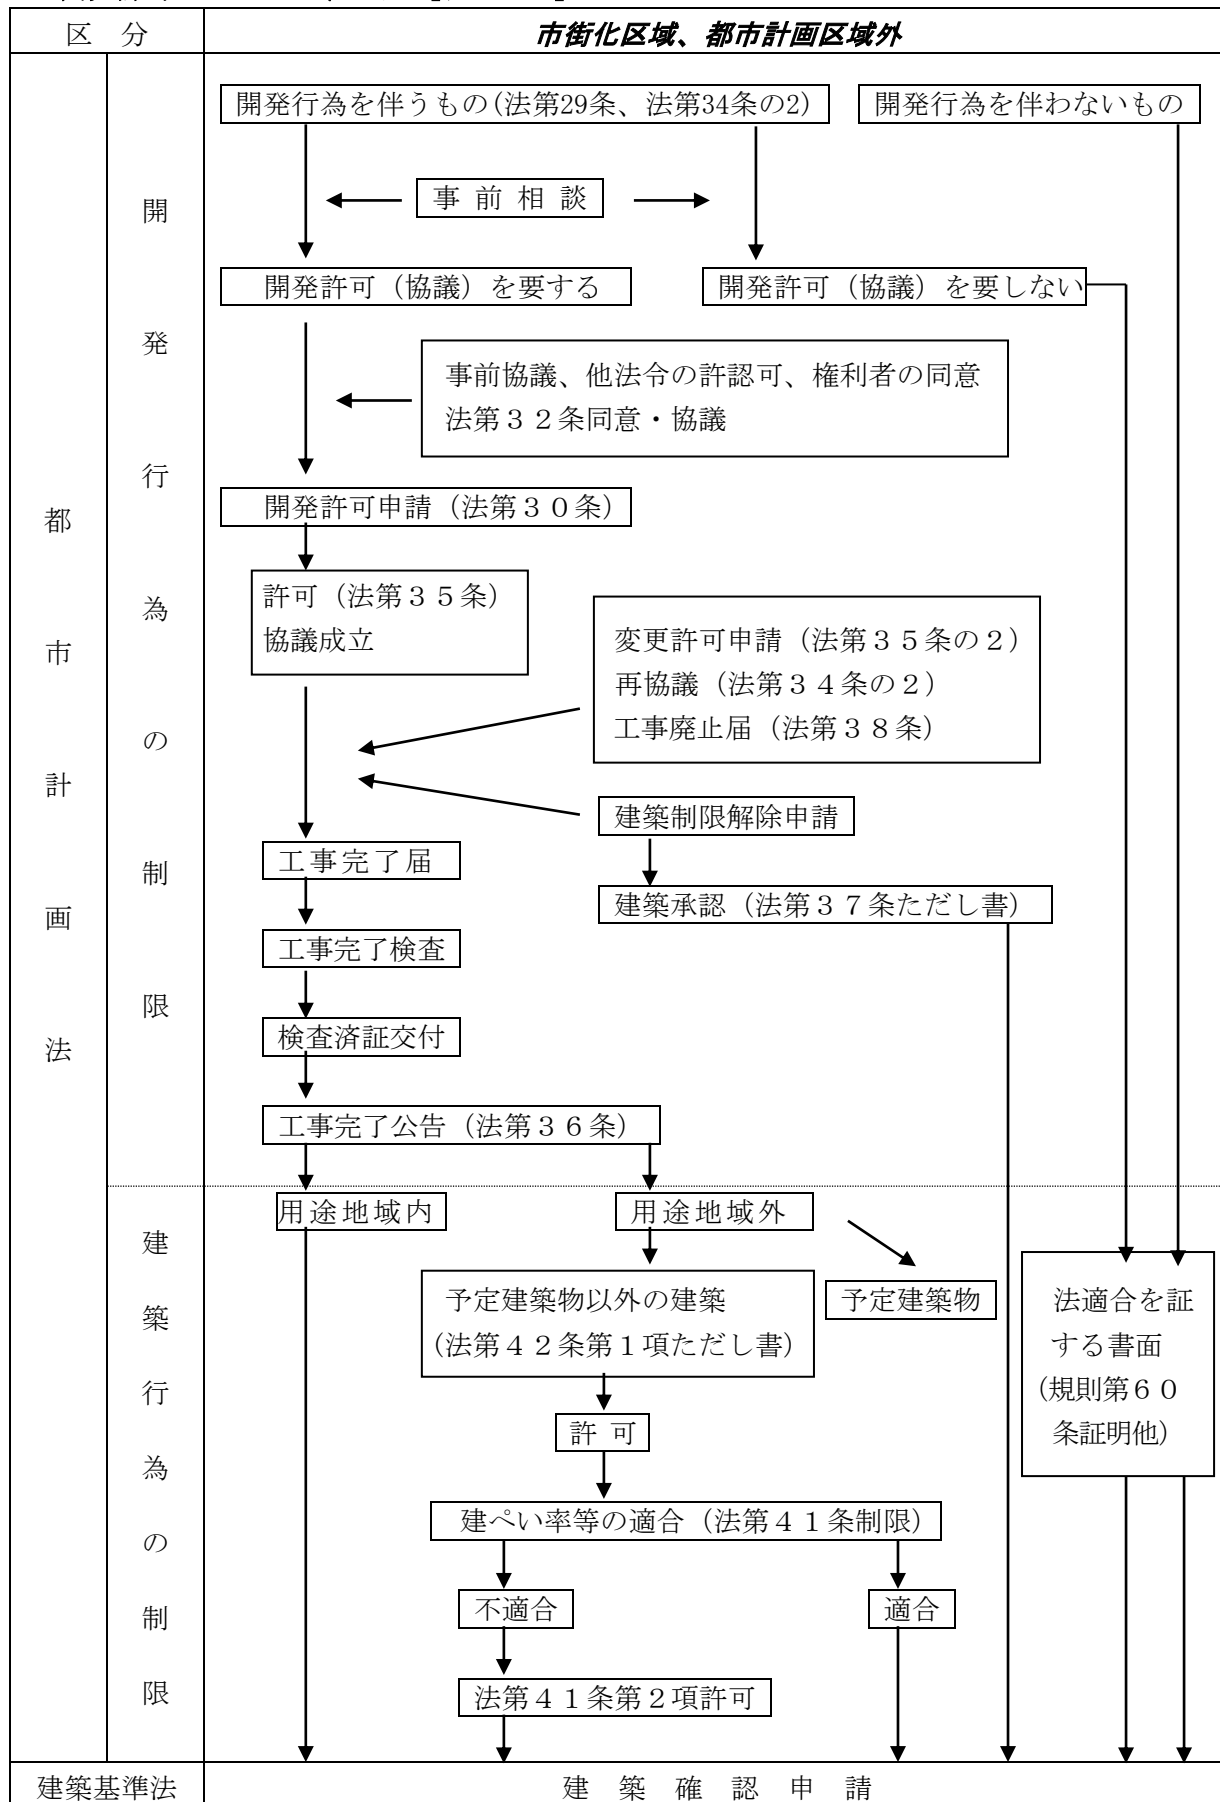 区 分
市街化区域、都市計画区域外
都市計画法
開発行為の制限
開発行為を伴うもの(法第29条、法第34条の2)
開発行為を伴わないもの
事 前 相 談
開発許可（協議）を要する
開発許可（協議）を要しない
事前協議、他法令の許認可、権利者の同意
法第３２条同意・協議
開発許可申請（法第３０条）
許可（法第３５条）
協議成立
変更許可申請（法第３５条の２）
再協議（法第３４条の２）
工事廃止届（法第３８条）
建築制限解除申請
工事完了届
建築承認（法第３７条ただし書）
工事完了検査
検査済証交付
工事完了公告（法第３６条）
建築行為の制限
用途地域内
用途地域外
予定建築物以外の建築
(法第４２条第１項ただし書)
予定建築物
法適合を証
する書面
(規則第６０
条証明他)
許 可
建ぺい率等の適合（法第４１条制限）
不適合
適合
法第４１条第２項許可
建築基準法
建 築 確 認 申 請